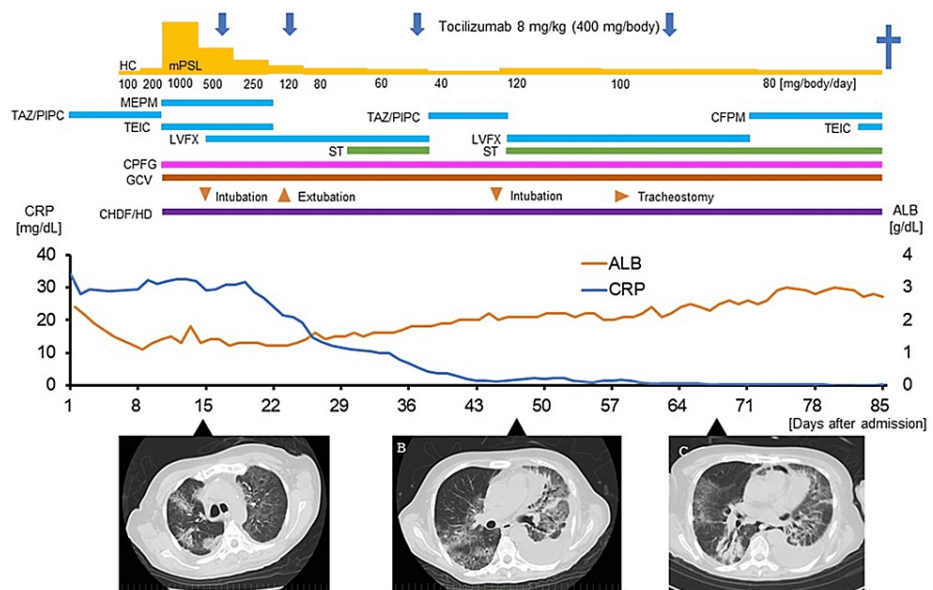 Tocilizumab 8 mg/kg (400 mg/body)
HC mPSL
100 200 1000 500 250 120 80 60 40 120 100 80 [mg/body/day]
MEPM
TAZ/PIPC TAZ/PIPC CFPM
TEIC TEIC
LVFX LVFX
ST ST
CPFG
GCV
Intubation Extubation Intubation Tracheostomy
CHDF/HD
CRP ALB
[mg/dL] [g/dL]
40 4
ALB
30 3
CRP
20 2
10 1
0 0
1 8 15 22 29 36 43 50 57 64 71 78 85
[Days after admission]
B C